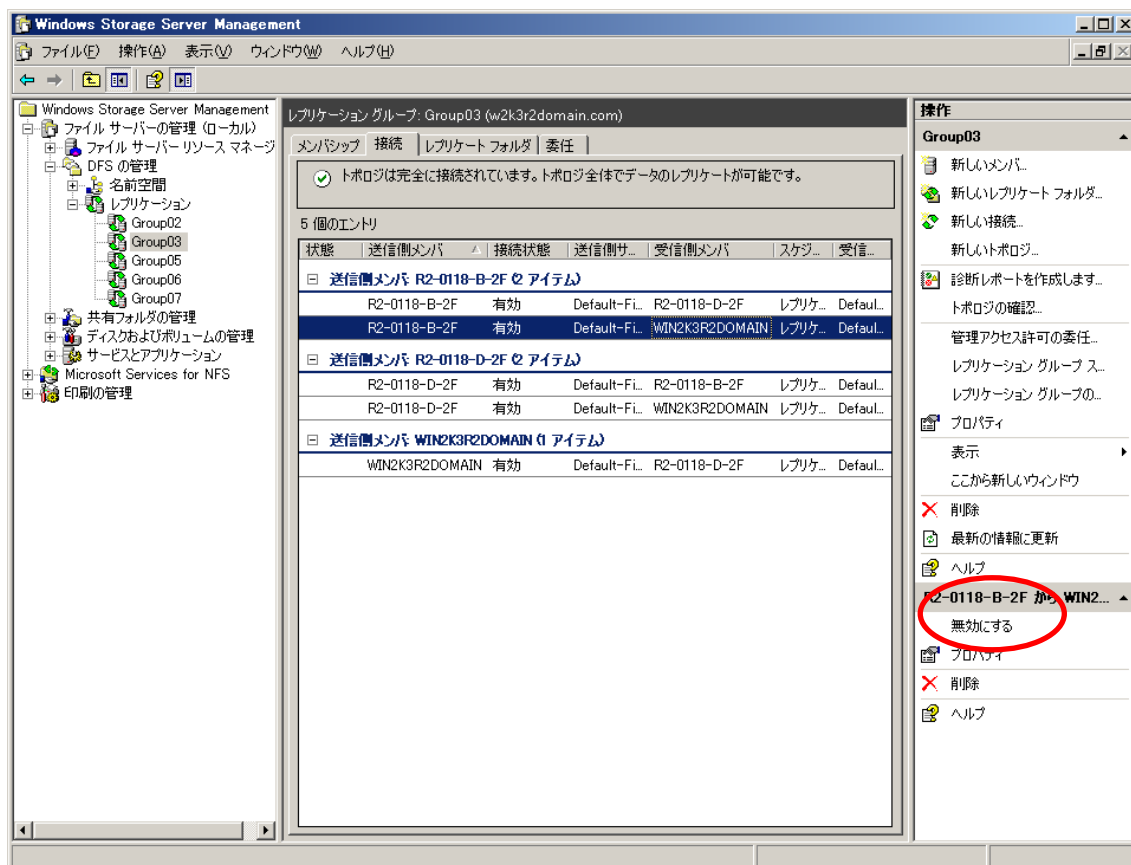 Windows Storage Server Management
ファイル(F) 操作(A) 表示(V) ウィンドウ(W) ヘルプ(H)
Windows Storage Server Management
ファイル サーバーの管理 (ローカル)
ファイル サーバー リソース マネージ
DFS の管理
名前空間
レプリケーション
Group02
Group03
Group05
Group06
Group07
共有フォルダの管理
ディスクおよびボリュームの管理
サービスとアプリケーション
Microsoft Services for NFS
印刷の管理
レプリケーション グループ: Group03 (w2k3r2domain.com)
メンバシップ 接続 レプリケート フォルダ 委任
トポロジは完全に接続されています。トポロジ全体でデータのレプリケートが可能です。
5 個のエントリ
状態 送信側メンバ 接続状態 送信側サ... 受信側メンバ スケジ... 受信...
送信側メンバ: R2-0118-B-2F (2 アイテム)
R2-0118-B-2F 有効 Default-Fi... R2-0118-D-2F レプリケ... Defaul...
R2-0118-B-2F 有効 Default-Fi... WIN2K3R2DOMAIN レプリケ... Defaul...
送信側メンバ: R2-0118-D-2F (2 アイテム)
R2-0118-D-2F 有効 Default-Fi... R2-0118-B-2F レプリケ... Defaul...
R2-0118-D-2F 有効 Default-Fi... WIN2K3R2DOMAIN レプリケ... Defaul...
送信側メンバ: WIN2K3R2DOMAIN (1 アイテム)
WIN2K3R2DOMAIN 有効 Default-Fi... R2-0118-D-2F レプリケ... Defaul...
操作
Group03
新しいメンバ...
新しいレプリケート フォルダ...
新しい接続...
新しいトポロジ...
診断レポートを作成します...
トポロジの確認...
管理アクセス許可の委任...
レプリケーション グループ ス...
レプリケーション グループの...
プロパティ
表示
ここから新しいウィンドウ
削除
最新の情報に更新
ヘルプ
R2-0118-B-2F から WIN2...
無効にする
プロパティ
削除
ヘルプ